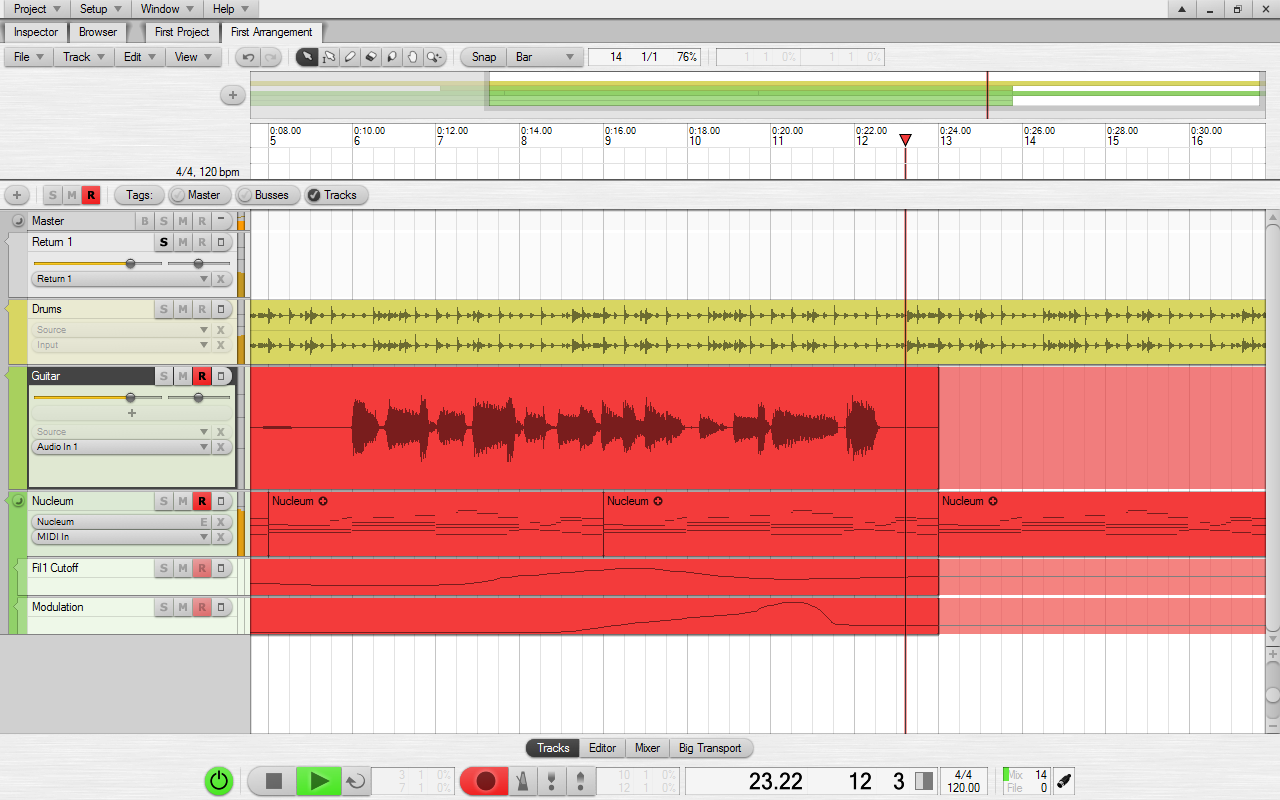 Project Setup Window Help
Inspector Browser First Project First Arrangement
File Track Edit View Snap Bar 14 1/1 76% 1 1 0% 1 1 0%
0:08.00 0:10.00 0:12.00 0:14.00 0:16.00 0:18.00 0:20.00 0:22.00 0:24.00 0:26.00 0:28.00 0:30.00
5 6 7 8 9 10 11 12 13 14 15 16
4/4, 120 bpm
S M R Tags: Master Busses Tracks
Master B S M R
Return 1 S M R
Return 1 X
Drums S M R
Source X
Input X
Guitar S M R
Source X
Audio In 1 X
Nucleum S M R Nucleum Nucleum Nucleum
Nucleum E X
MIDI In X
Fil1 Cutoff S M R
Modulation S M R
Tracks Editor Mixer Big Transport
3 1 0% 10 1 0% 23.22 12 3 4/4 Mix 14
7 1 0% 12 1 0% 120.00 File 0